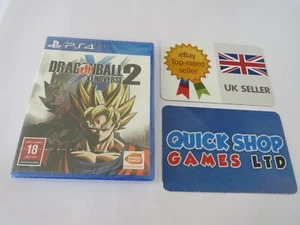 PS4
DRAGONBALL
XENOVERSE 2
18
BANDAI
NAMCO
eBay
Top-rated
seller
UK SELLER
QUICK SHOP
GAMES LTD